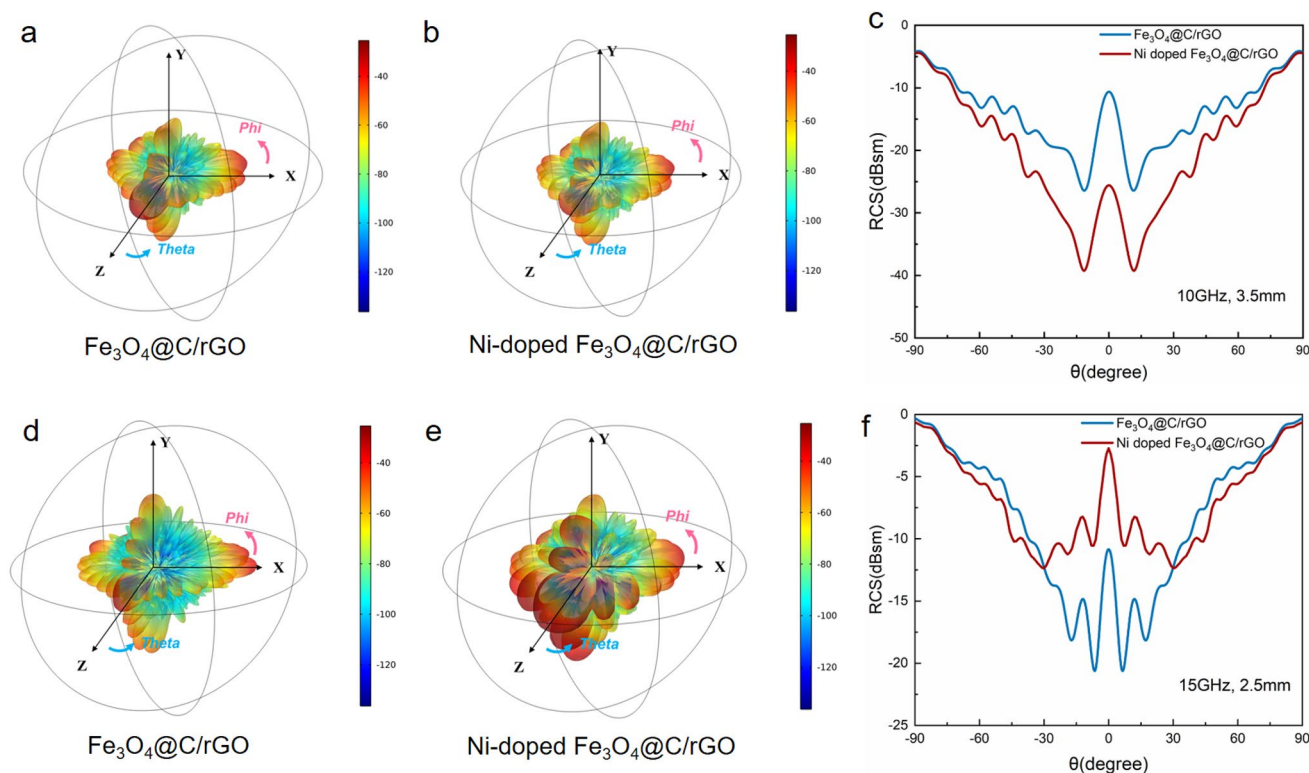 a
Y
Phi
X
Z
Theta
-40
-60
-80
-100
-120
Fe₃O₄@C/rGO
b
Y
Phi
X
Z
Theta
-40
-60
-80
-100
-120
Ni-doped Fe₃O₄@C/rGO
c
Fe₃O₄@C/rGO
Ni doped Fe₃O₄@C/rGO
RCS(dBsm)
0
-10
-20
-30
-40
-50
10GHz, 3.5mm
-90 -60 -30 0 30 60 90
θ(degree)
d
Y
Phi
X
Z
Theta
-40
-60
-80
-100
-120
Fe₃O₄@C/rGO
e
Y
Phi
X
Z
Theta
-40
-60
-80
-100
-120
Ni-doped Fe₃O₄@C/rGO
f
Fe₃O₄@C/rGO
Ni doped Fe₃O₄@C/rGO
RCS(dBsm)
0
-5
-10
-15
-20
-25
15GHz, 2.5mm
-90 -60 -30 0 30 60 90
θ(degree)